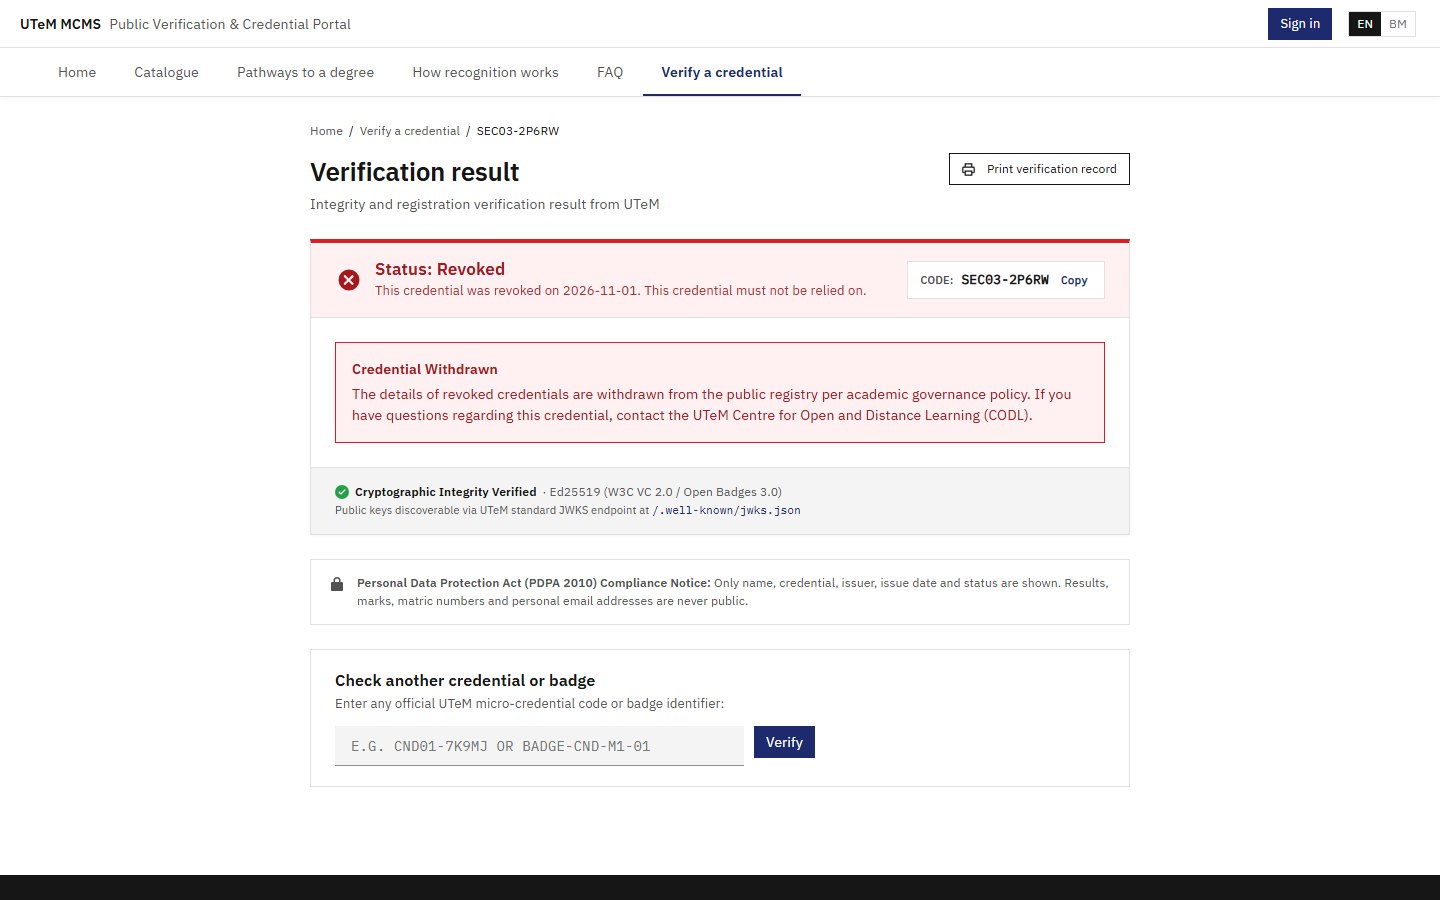 UTeM MCMS Public Verification & Credential Portal
Sign in
EN BM
Home Catalogue Pathways to a degree How recognition works FAQ Verify a credential
Home / Verify a credential / SEC03-2P6RW
Verification result
Print verification record
Integrity and registration verification result from UTeM
Status: Revoked
This credential was revoked on 2026-11-01. This credential must not be relied on.
CODE: SEC03-2P6RW Copy
Credential Withdrawn
The details of revoked credentials are withdrawn from the public registry per academic governance policy. If you
have questions regarding this credential, contact the UTeM Centre for Open and Distance Learning (CODL).
Cryptographic Integrity Verified · Ed25519 (W3C VC 2.0 / Open Badges 3.0)
Public keys discoverable via UTeM standard JWKS endpoint at /.well-known/jwks.json
Personal Data Protection Act (PDPA 2010) Compliance Notice: Only name, credential, issuer, issue date and status are shown. Results,
marks, matric numbers and personal email addresses are never public.
Check another credential or badge
Enter any official UTeM micro-credential code or badge identifier:
E.G. CND01-7K9MJ OR BADGE-CND-M1-01
Verify